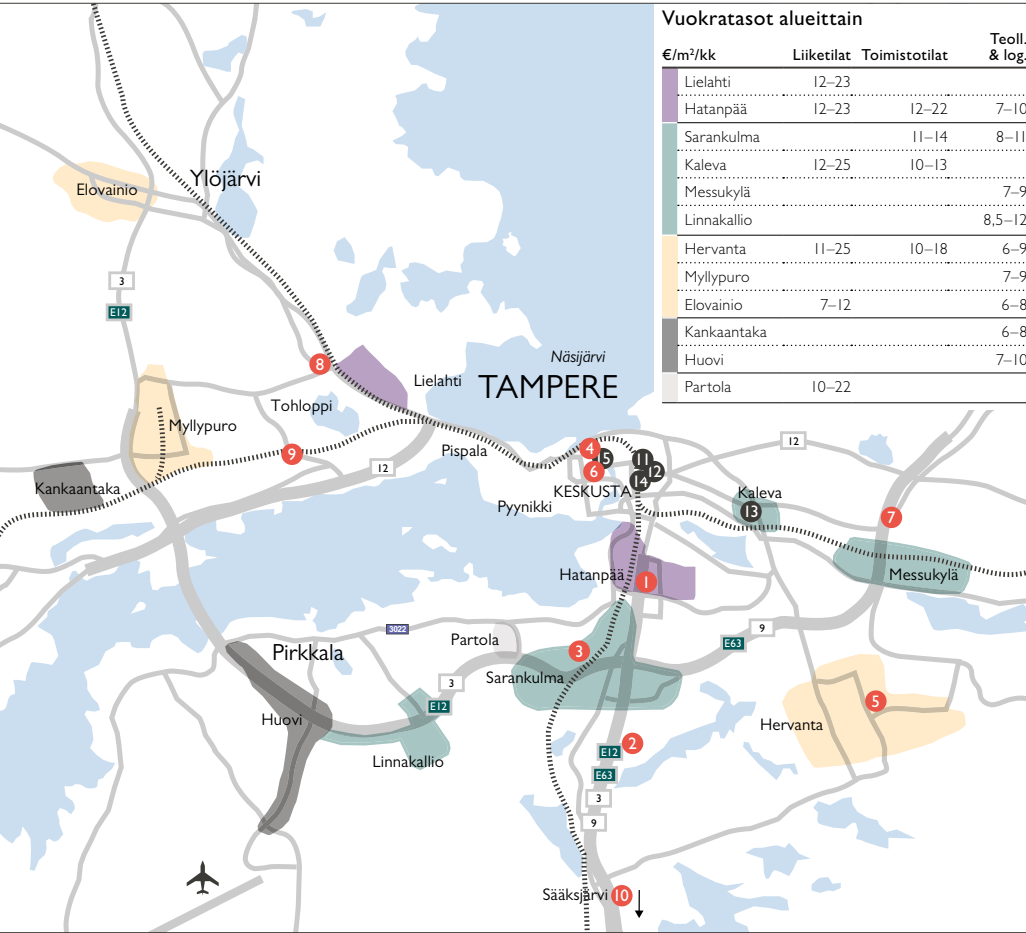 Vuokratasot alueittain
€/m²/kk Liiketilat Toimistotilat Teoll. & log.
Lielahti 12–23
Hatanpää 12–23 12–22 7–10
Sarankulma 11–14 8–11
Kaleva 12–25 10–13
Messukylä 7–9
Linnakallio 8,5–12
Hervanta 11–25 10–18 6–9
Myllypuro 7–9
Elovainio 7–12 6–8
Kankaantaka 6–8
Huovi 7–10
Partola 10–22
Ylöjärvi
Elovainio
3
E12
Näsijärvi
8
Lielahti
TAMPERE
Tohloppi
Myllypuro
9
Pispala
12
4
15
11
12
6
14
12
KESKUSTA
Kankaantaka
Pyynikki
Kaleva
13
7
Hatanpää
1
Messukylä
3022
Partola
9
E63
Pirkkala
3
Sarankulma
3
E12
Huovi
Linnakallio
5
Hervanta
2
E12
E63
3
9
Sääksjärvi
10